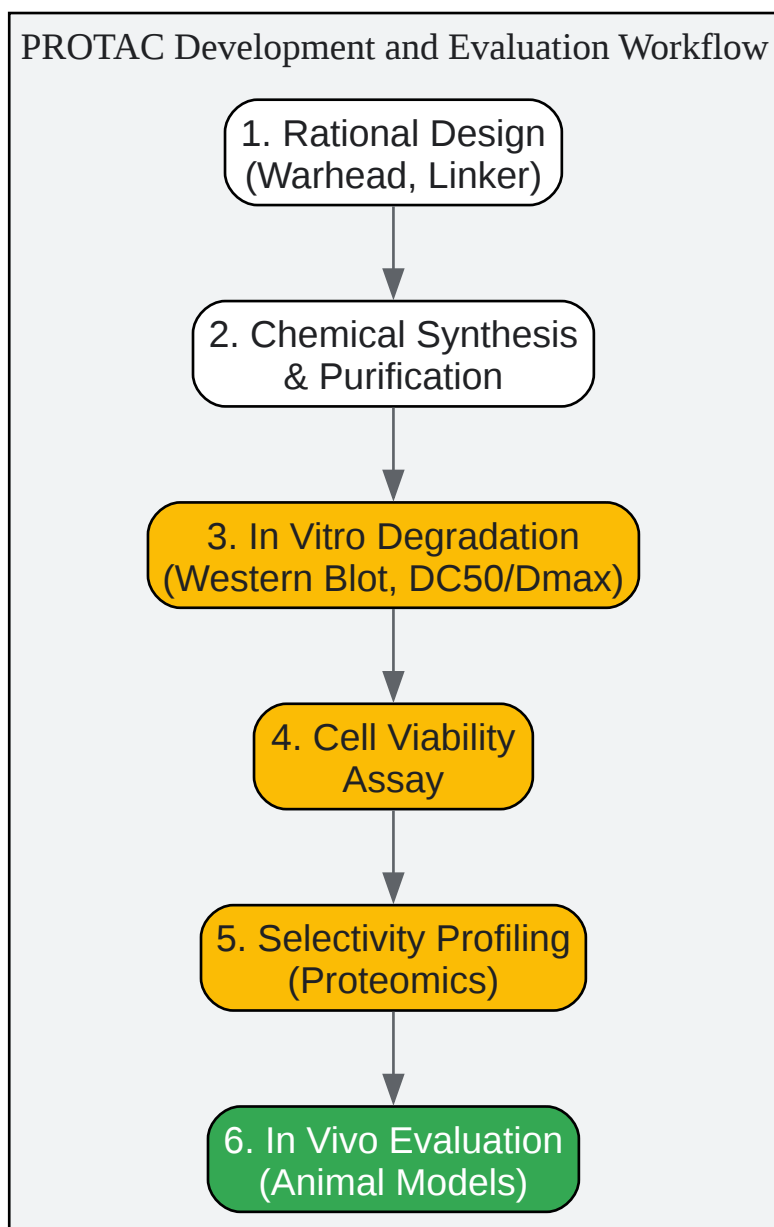 PROTAC Development and Evaluation Workflow
1. Rational Design
(Warhead, Linker)
2. Chemical Synthesis
& Purification
3. In Vitro Degradation
(Western Blot, DC50/Dmax)
4. Cell Viability
Assay
5. Selectivity Profiling
(Proteomics)
6. In Vivo Evaluation
(Animal Models)